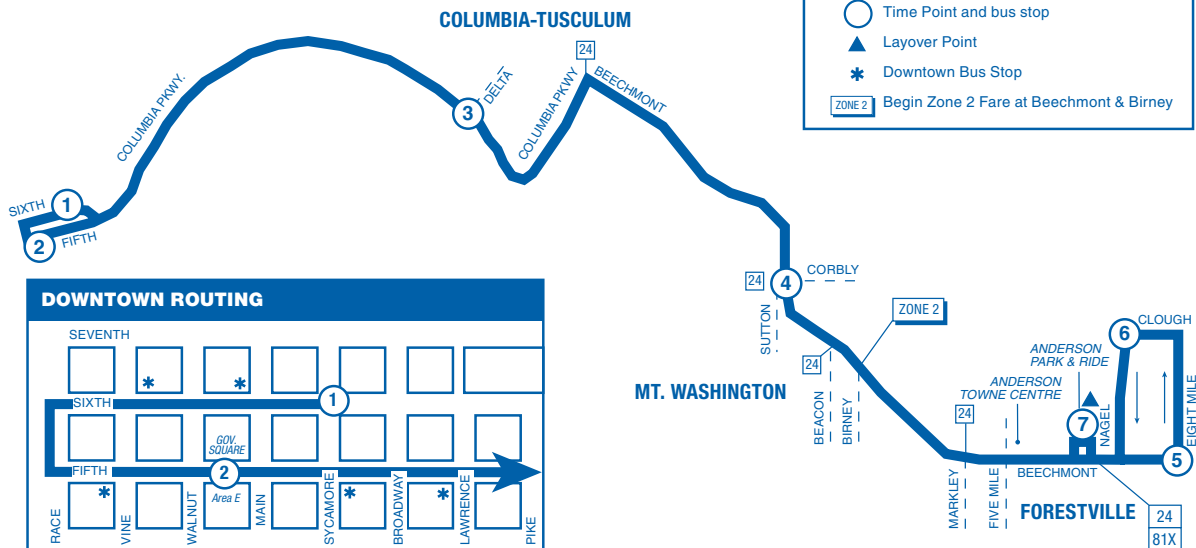 COLUMBIA-TUSCULUM
Time Point and bus stop
Layover Point
Downtown Bus Stop
ZONE 2 Begin Zone 2 Fare at Beechmont & Birney
24
COLUMBIA PKWY.
DELTA
3
COLUMBIA PKWY
BEECHMONT
SIXTH
1
2
FIFTH
24
4
CORBLY
SUTTON
ZONE 2
24
BEACON
BIRNEY
MT. WASHINGTON
6
CLOUGH
ANDERSON
PARK & RIDE
ANDERSON
TOWNE CENTRE
24
7
NAGEL
EIGHT MILE
5
BEECHMONT
MARKLEY
FIVE MILE
FORESTVILLE
24
81X
DOWNTOWN ROUTING
SEVENTH
SIXTH
1
GOV.
SQUARE
FIFTH
2
Area E
RACE
VINE
WALNUT
MAIN
SYCAMORE
BROADWAY
LAWRENCE
PIKE